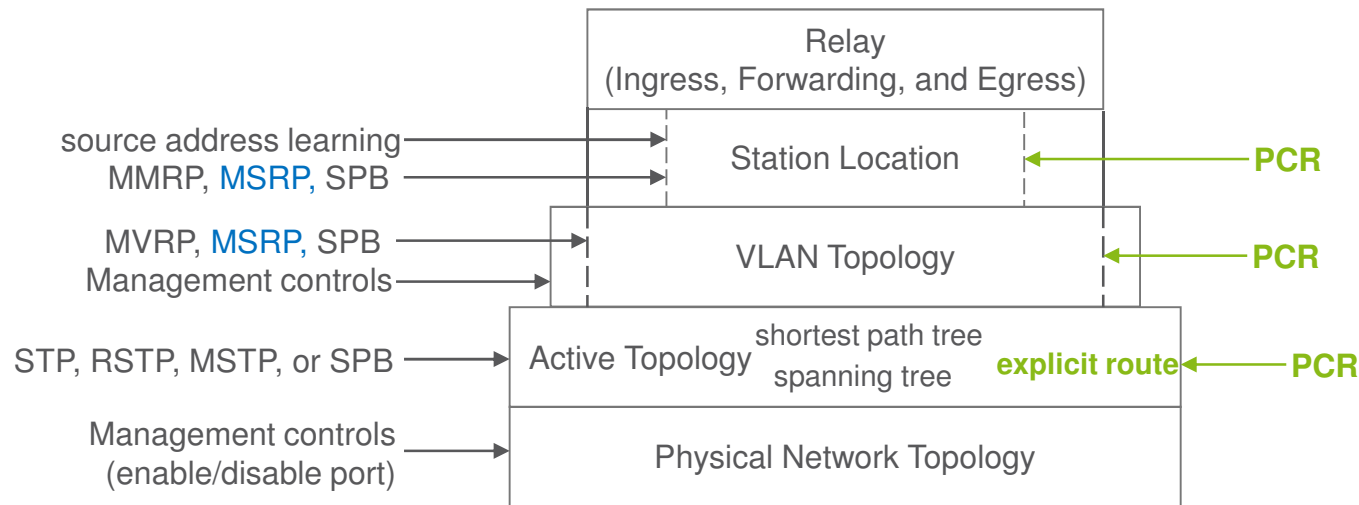 Relay
(Ingress, Forwarding, and Egress)
source address learning
MMRP, MSRP, SPB
Station Location
PCR
MVRP, MSRP, SPB
Management controls
VLAN Topology
PCR
STP, RSTP, MSTP, or SPB
Active Topology
shortest path tree
spanning tree
explicit route
PCR
Management controls
(enable/disable port)
Physical Network Topology